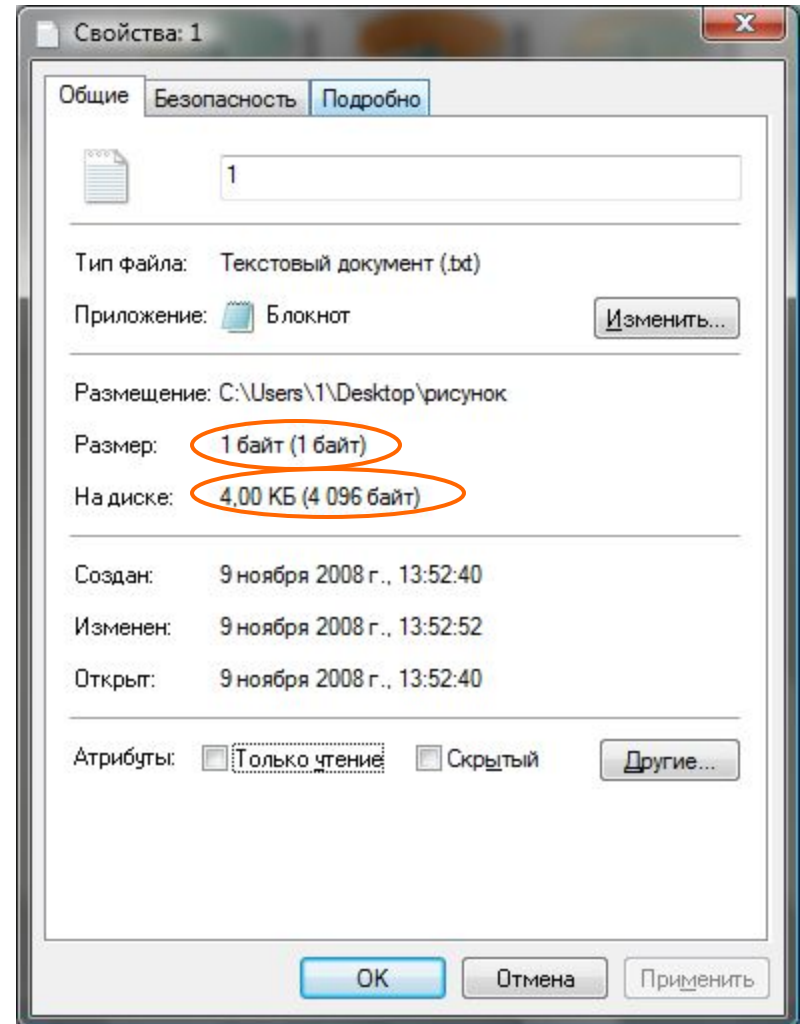 Свойства: 1
Общие Безопасность Подробно
1
Тип файла: Текстовый документ (.txt)
Приложение: Блокнот Изменить...
Размещение: C:\Users\1\Desktop\рисунок
Размер: 1 байт (1 байт)
На диске: 4,00 КБ (4 096 байт)
Создан: 9 ноября 2008 г., 13:52:40
Изменен: 9 ноября 2008 г., 13:52:52
Открыт: 9 ноября 2008 г., 13:52:40
Атрибуты: Только чтение Скрытый Другие...
OK Отмена Применить